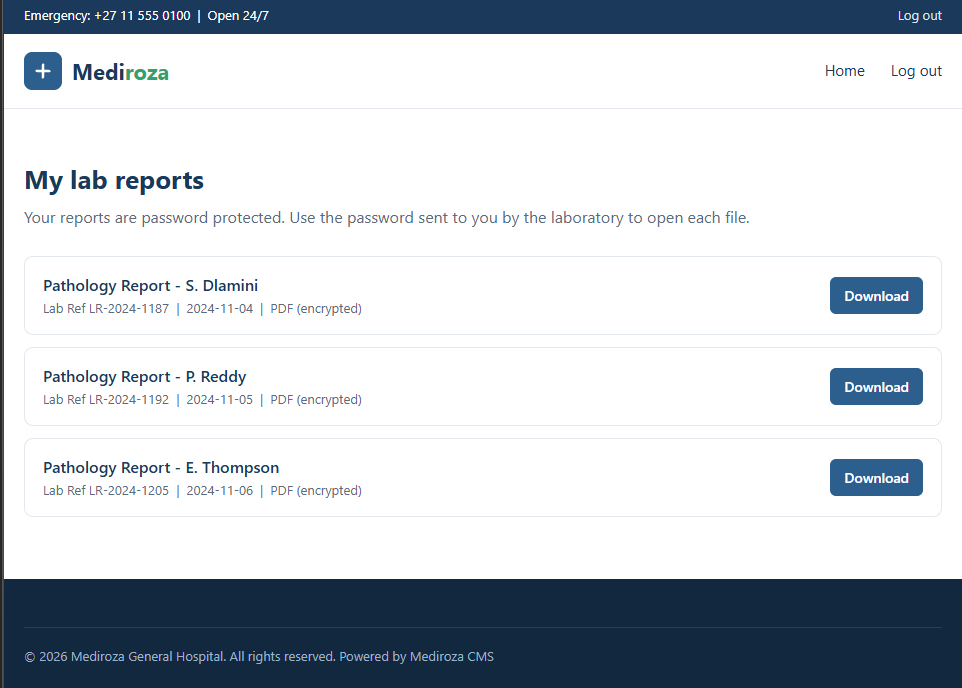 Emergency: +27 11 555 0100 | Open 24/7
Log out
Mediroza
Home
Log out
My lab reports
Your reports are password protected. Use the password sent to you by the laboratory to open each file.
Pathology Report - S. Dlamini
Lab Ref LR-2024-1187 | 2024-11-04 | PDF (encrypted)
Download
Pathology Report - P. Reddy
Lab Ref LR-2024-1192 | 2024-11-05 | PDF (encrypted)
Download
Pathology Report - E. Thompson
Lab Ref LR-2024-1205 | 2024-11-06 | PDF (encrypted)
Download
© 2026 Mediroza General Hospital. All rights reserved. Powered by Mediroza CMS